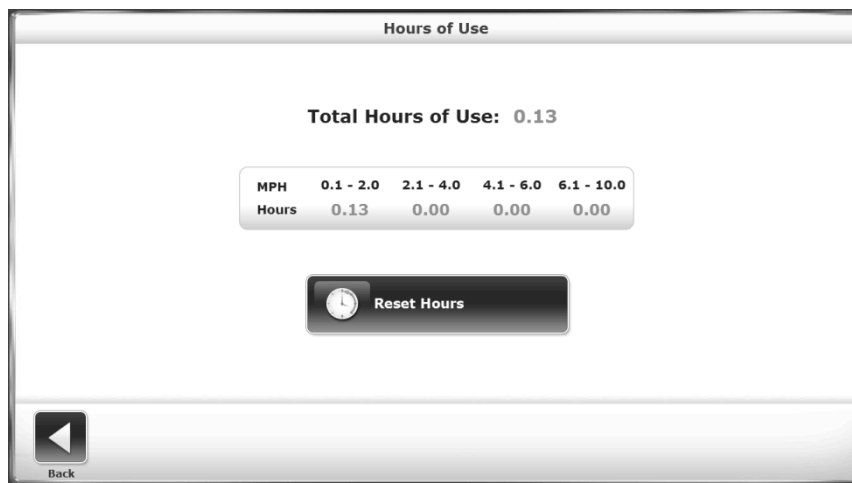 Hours of Use
Total Hours of Use: 0.13
MPH 0.1 - 2.0 2.1 - 4.0 4.1 - 6.0 6.1 - 10.0
Hours 0.13 0.00 0.00 0.00
Reset Hours
Back